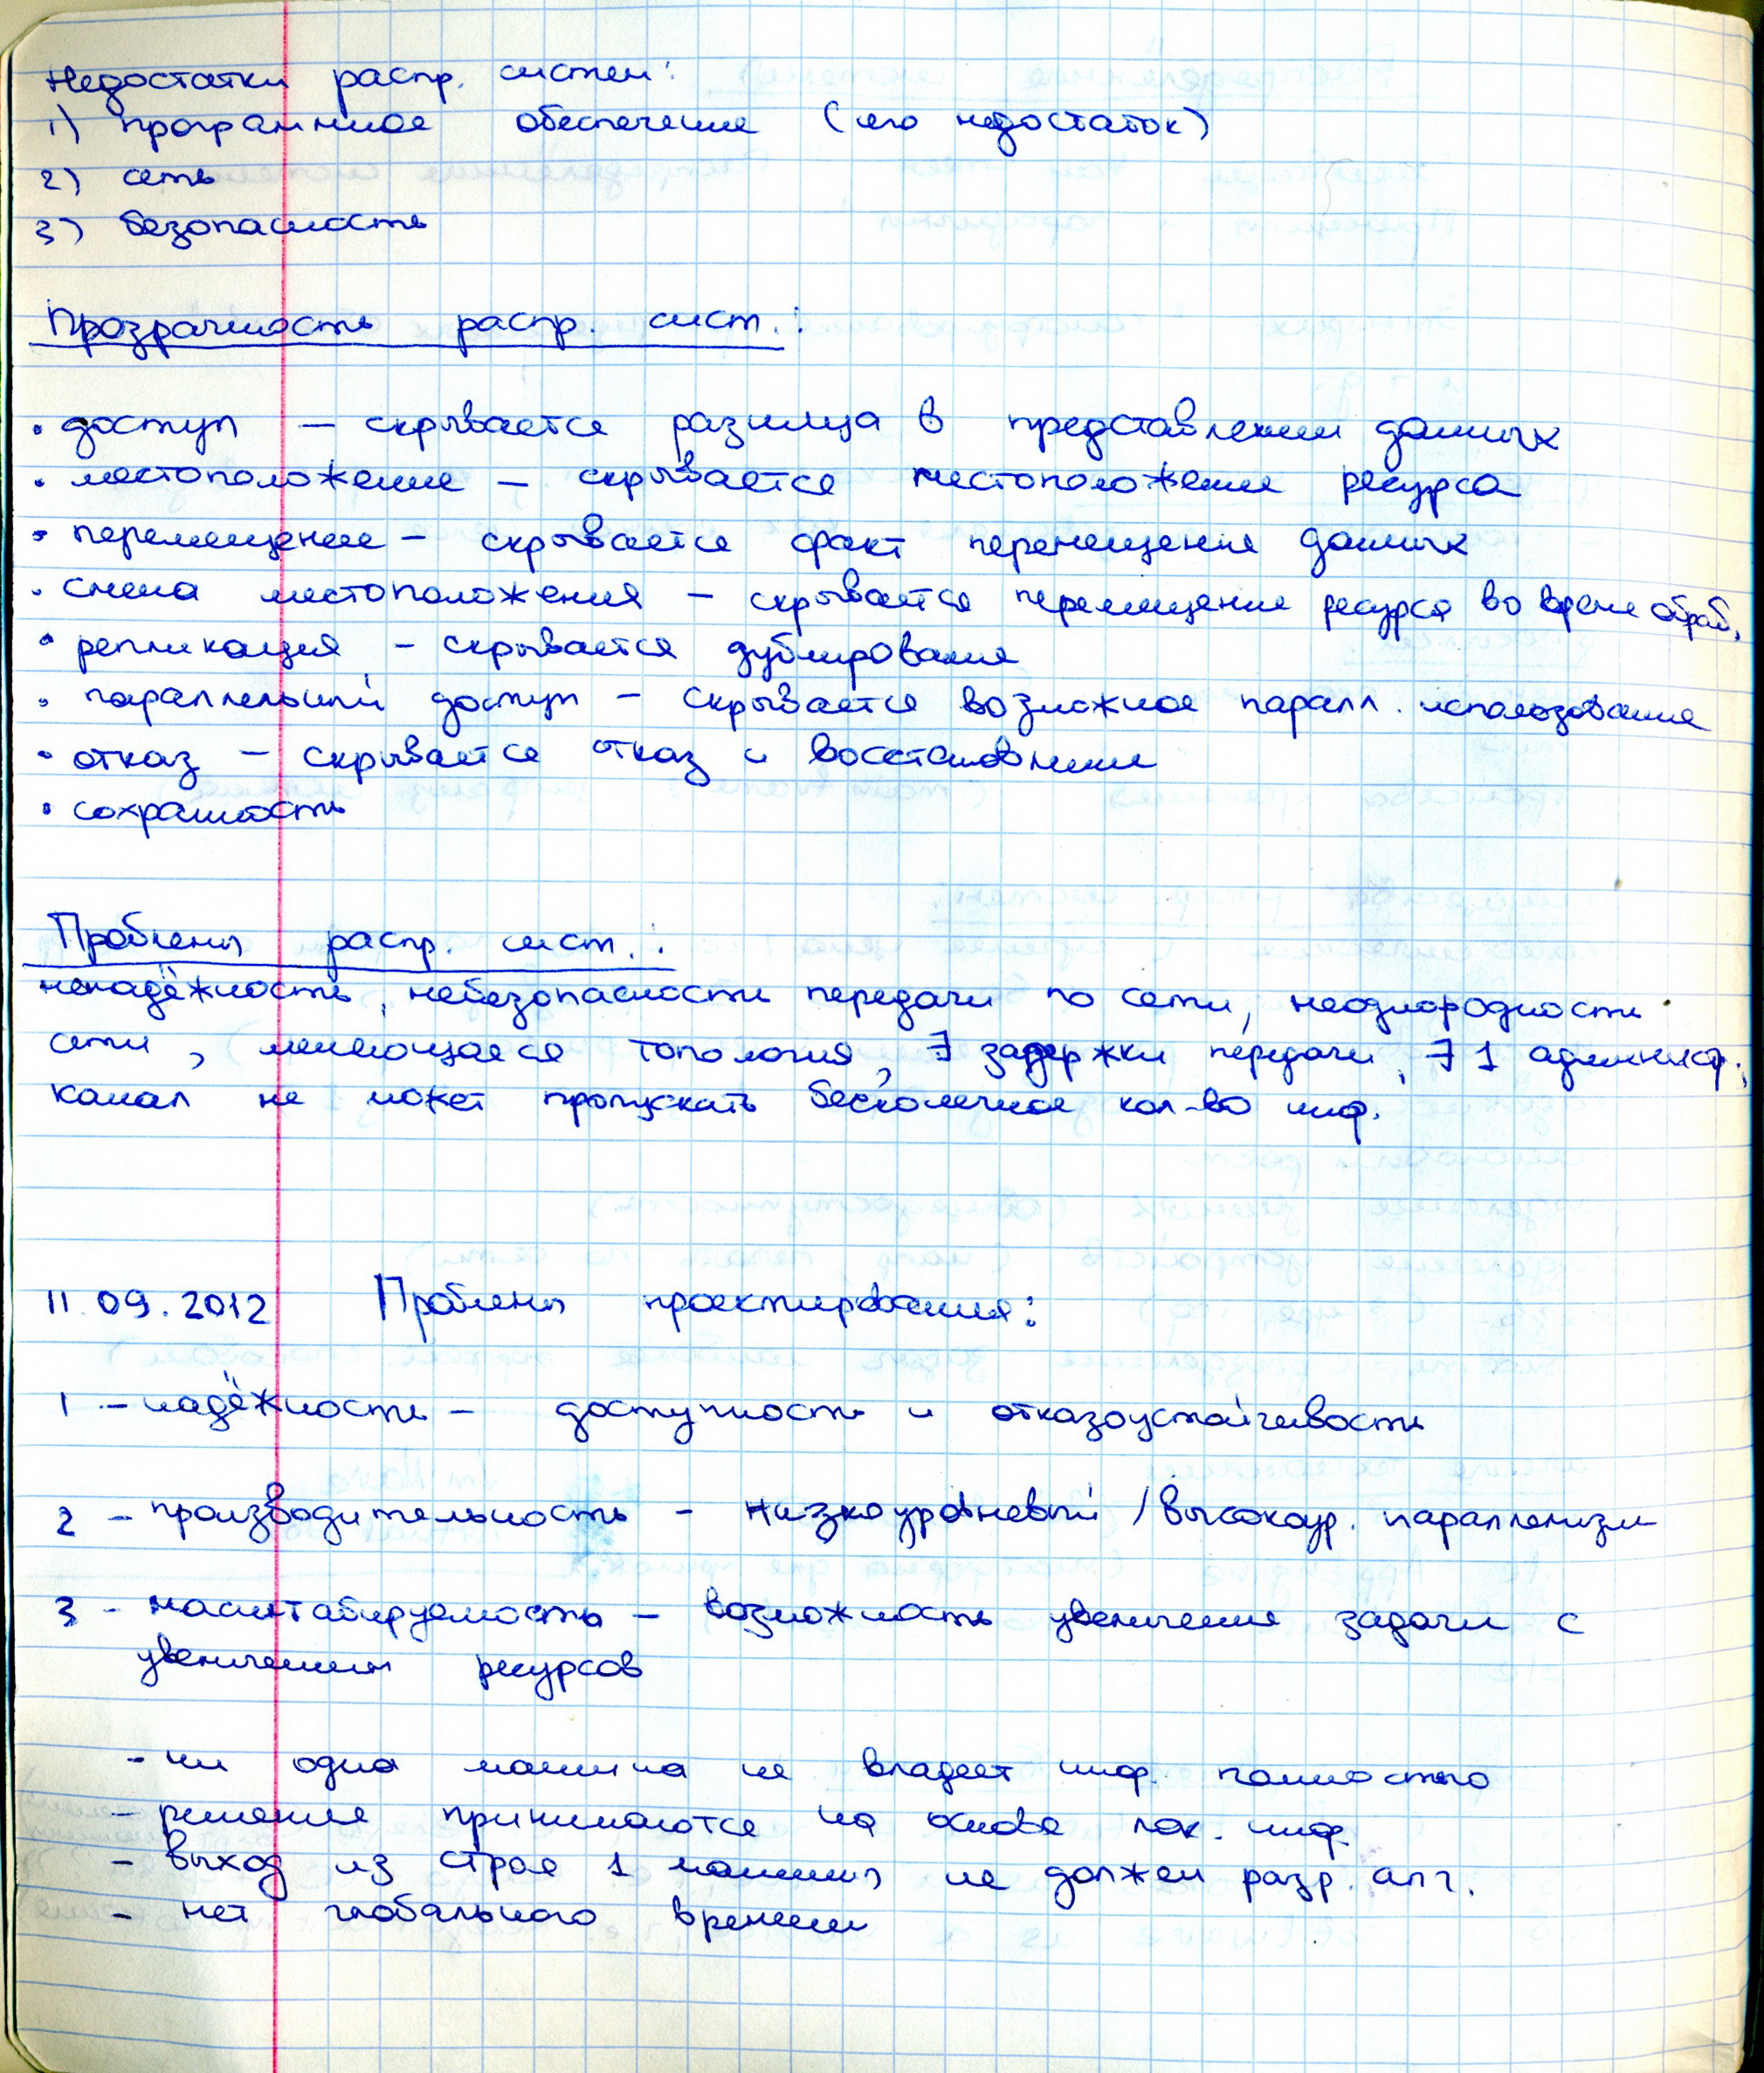 Недостатки распр. систем:
1) программное обеспечение (его недостаток)
2) сеть
3) безопасность
Прозрачность распр. сист.:
• доступ – скрывается разница в представлении данных
• местоположение – скрывается местоположение ресурса
• перемещение – скрывается факт перемещения данных
• смена местоположения – скрывается перемещение ресурса во время обраб.
• репликация – скрывается дублирования
• параллельный доступ – скрывается возможное паралл. использование
• отказ – скрывается отказ и восстановление
• сохранность
Проблемы распр. сист.:
ненадёжность, небезопасности передачи по сети, неоднородности
сети, меняющаяся топология, ∃ задержки передачи, ∃ 1 админист.,
канал не может пропускать бесконечное кол-во инф.
11.09.2012 Проблемы проектирования:
1 – надёжность – доступность и отказоустойчивость
2 – производительность – низкоуровневый / высокоур. параллелизм
3 – масштабируемость – возможность увеличения задачи с
увеличением ресурсов
- ни одна машина не владеет инф. полностью
- решения принимаются на основе лок. инф.
- выход из строя 1 машины не должен разр. алг.
- нет глобального времени